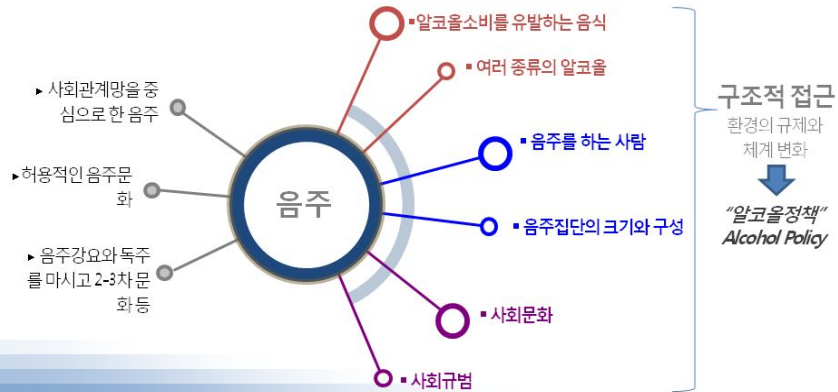 ▪알코올소비를 유발하는 음식
▪ 여러 종류의 알코올
▸ 사회관계망을 중
심으로 한 음주
구조적 접근
환경의 규제와
체계 변화
▪ 음주를 하는 사람
▸허용적인 음주문
화
음주
▪ 음주집단의 크기와 구성
“알코올정책”
Alcohol Policy
▸ 음주강요와 독주
를 마시고 2-3차 문
화 등
▪ 사회문화
▪ 사회규범